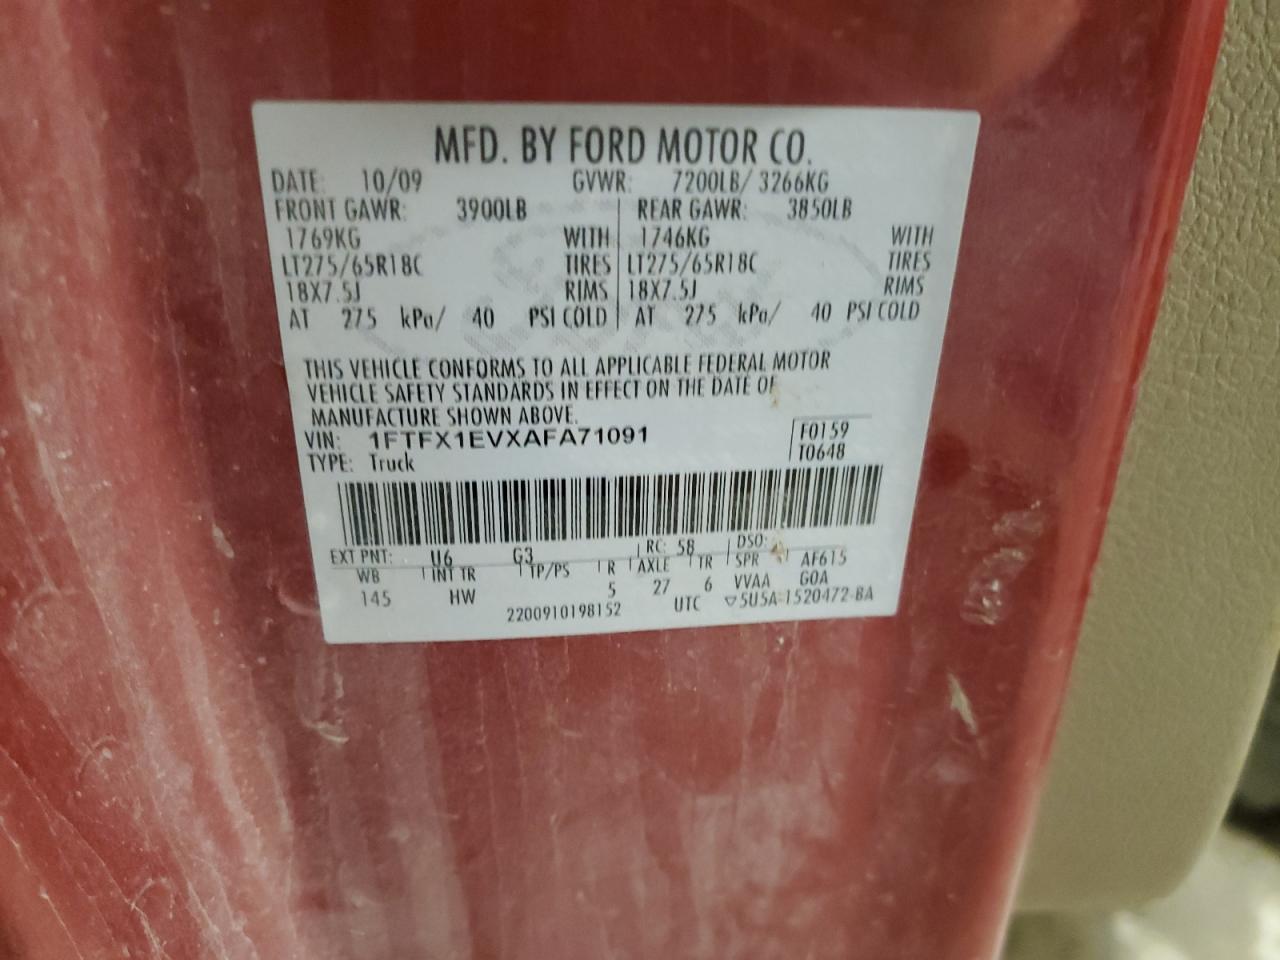 MFD. BY FORD MOTOR CO.
DATE: 10/09 GVWR: 7200LB/ 3266KG
FRONT GAWR: 3900LB REAR GAWR: 3850LB
1769KG WITH 1746KG WITH
LT275/65R18C TIRES LT275/65R18C TIRES
18X7.5J RIMS 18X7.5J RIMS
AT 275 kPa/ 40 PSI COLD AT 275 kPa/ 40 PSI COLD
THIS VEHICLE CONFORMS TO ALL APPLICABLE FEDERAL MOTOR
VEHICLE SAFETY STANDARDS IN EFFECT ON THE DATE OF
MANUFACTURE SHOWN ABOVE.
VIN: 1FTFX1EVXAFA71091 F0159
TYPE: Truck T0648
EXT PNT: U6 G3 RC: 58 DSO:
WB INT TR TP/PS R AXLE TR SPR AF615
145 HW 5 27 6 VVAA GOA
2200910198152 UTC ▽5U5A-1520472-BA